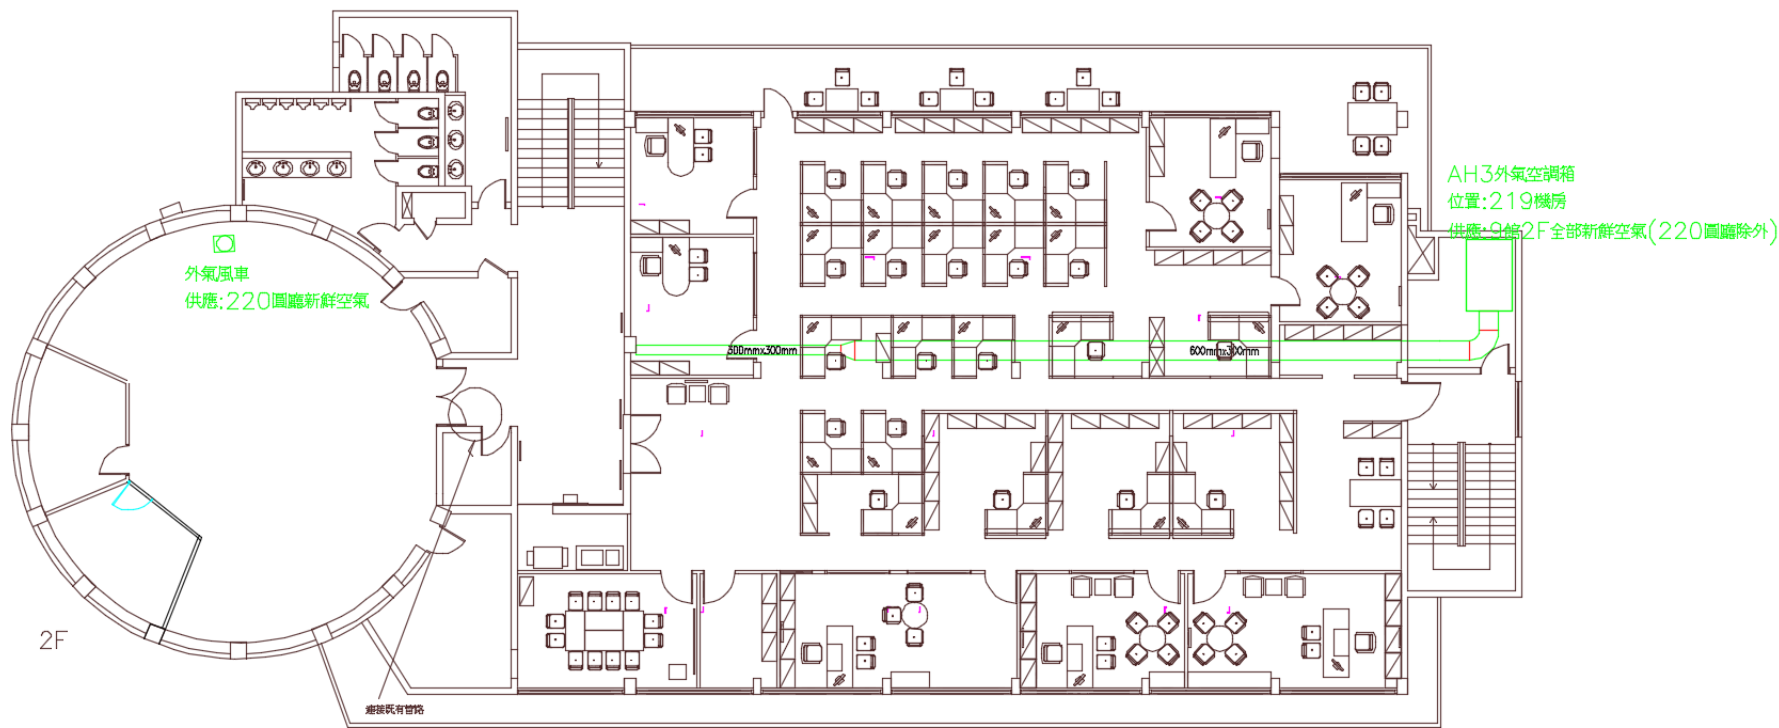 AH3外氣空調箱
位置:219機房
供應:9館2F全部新鮮空氣(220圓廳除外)
外氣風車
供應:220圓廳新鮮空氣
500mmx300mm
600mmx300mm
2F
連接既有管路